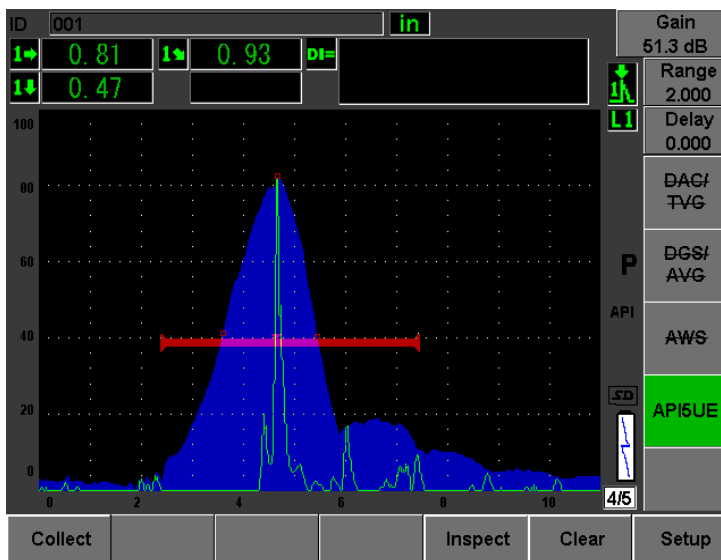 ID 001 in
Gain
51.3 dB
1➡ 0.81 1⬊ 0.93 DI=
1⬇ 0.47
Range
2.000
1
L1
Delay
0.000
DAC/
TVG
DGS/
AVG
P
API
AWS
SD
API5UE
4/5
100
80
60
40
20
0
0 2 4 6 8 10
Collect Inspect Clear Setup